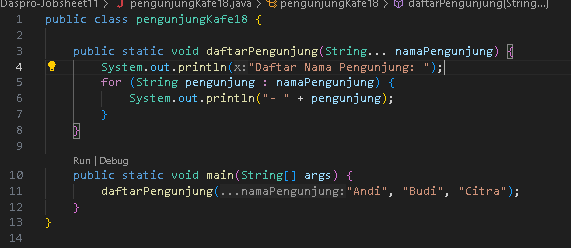 Daspro-Jobsheet11 > pengunjungKafe18.java > pengunjungKafe18 > daftarPengunjung(String...)
1 public class pengunjungKafe18 {
2
3 public static void daftarPengunjung(String... namaPengunjung) {
4 System.out.println(x:"Daftar Nama Pengunjung: ");
5 for (String pengunjung : namaPengunjung) {
6 System.out.println("- " + pengunjung);
7 }
8 }
9
Run | Debug
10 public static void main(String[] args) {
11 daftarPengunjung(...namaPengunjung:"Andi", "Budi", "Citra");
12 }
13 }
14